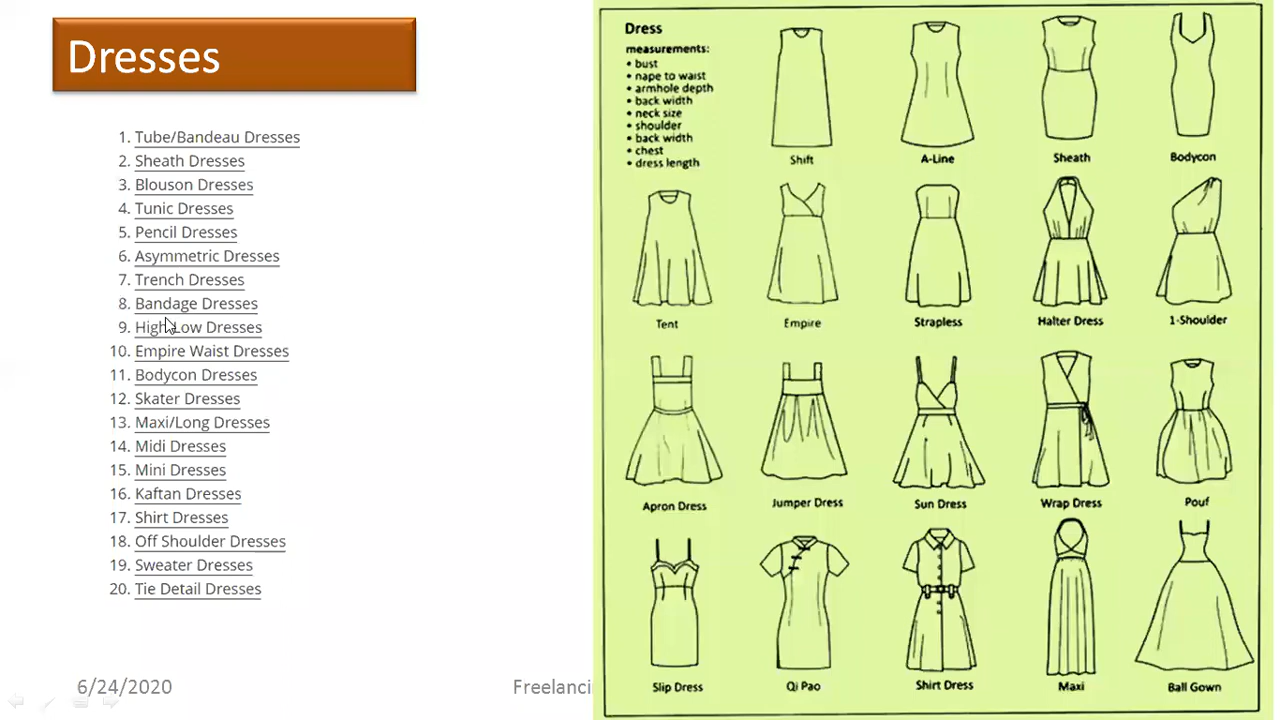 Dresses
1. Tube/Bandeau Dresses
2. Sheath Dresses
3. Blouson Dresses
4. Tunic Dresses
5. Pencil Dresses
6. Asymmetric Dresses
7. Trench Dresses
8. Bandage Dresses
9. High Low Dresses
10. Empire Waist Dresses
11. Bodycon Dresses
12. Skater Dresses
13. Maxi/Long Dresses
14. Midi Dresses
15. Mini Dresses
16. Kaftan Dresses
17. Shirt Dresses
18. Off Shoulder Dresses
19. Sweater Dresses
20. Tie Detail Dresses
6/24/2020
Freelanci
Dress
measurements:
• bust
• nape to waist
• armhole depth
• back width
• neck size
• shoulder
• back width
• chest
• dress length
Shift
A-Line
Sheath
Bodycon
Tent
Empire
Strapless
Halter Dress
1-Shoulder
Apron Dress
Jumper Dress
Sun Dress
Wrap Dress
Pouf
Slip Dress
Qi Pao
Shirt Dress
Maxi
Ball Gown